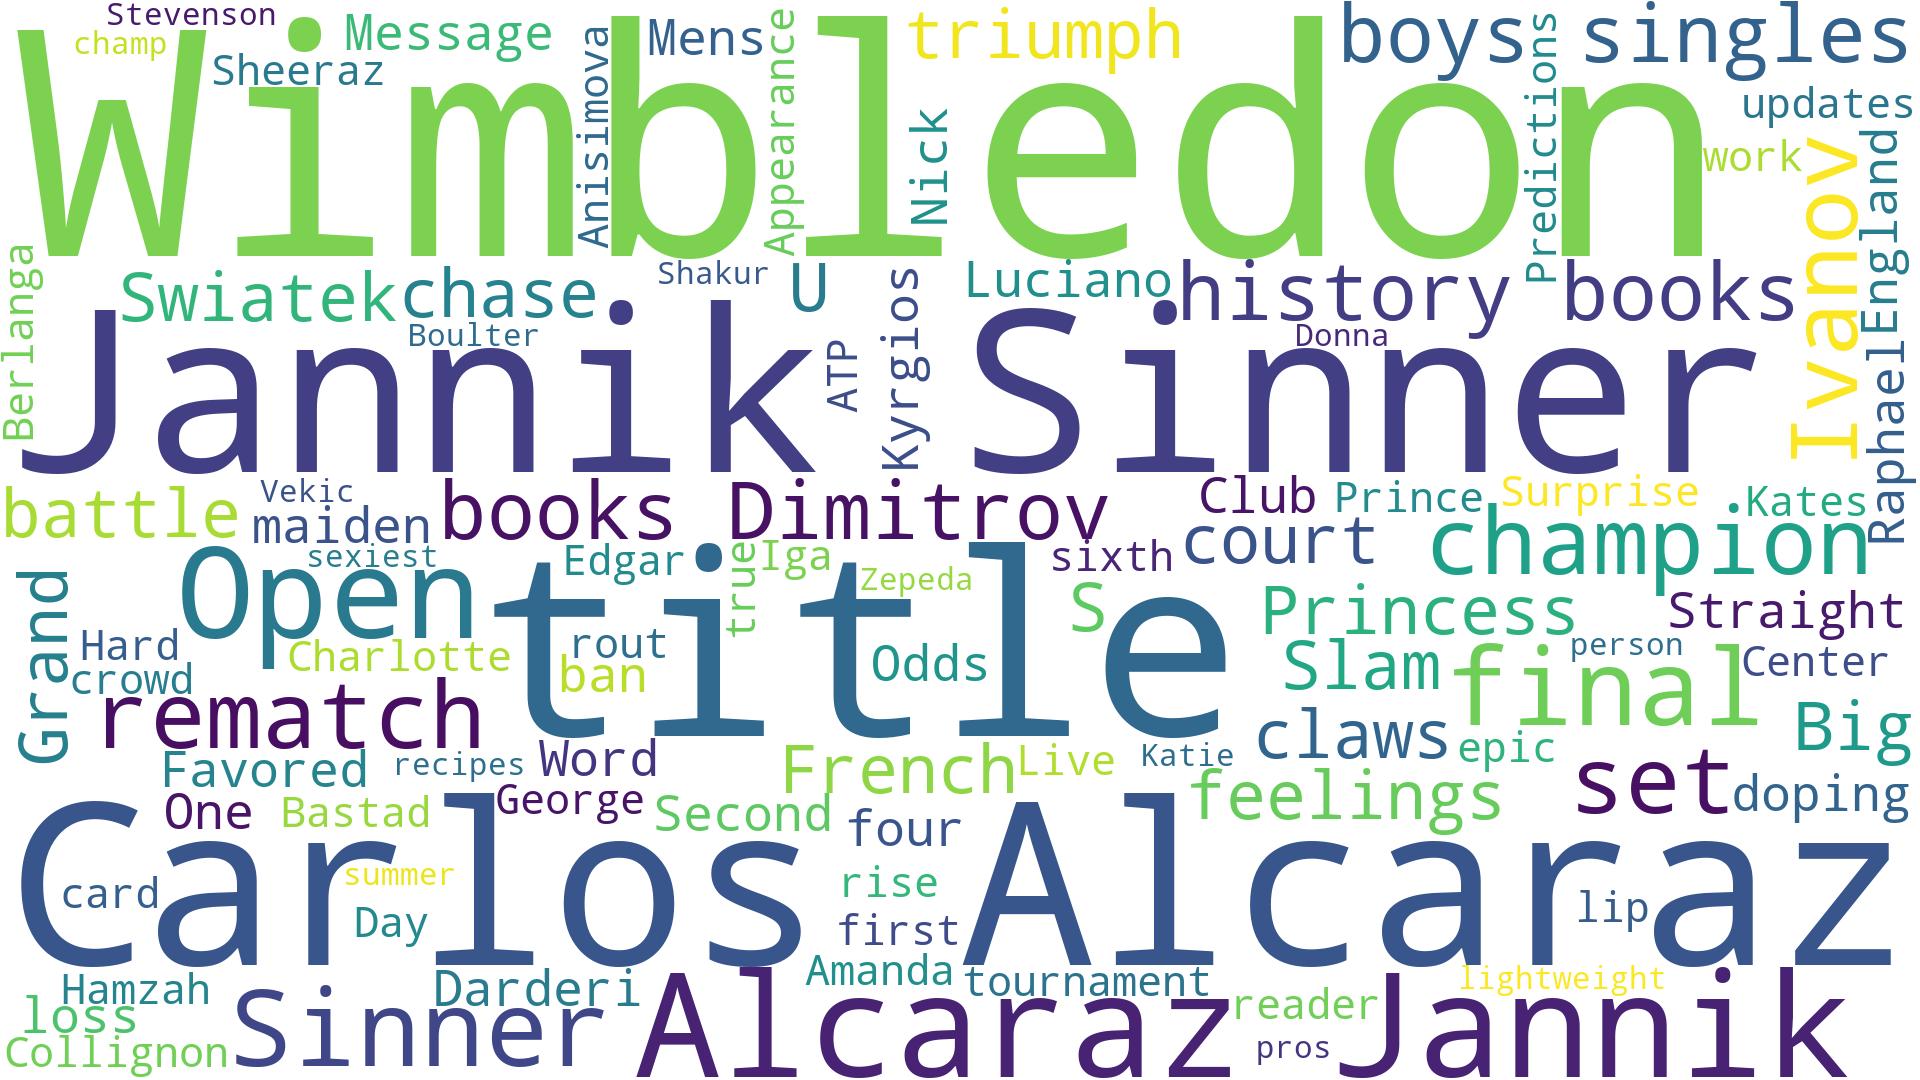 Stevenson
champ
Message
Sheeraz
Anisimova
Mens
Appearance
triumph
Nick
boys singles
Predictions
updates
work
Wimbledon
Ivanov
England
Berlanga
Swiatek
chase
Boulter
Shakur
U
ATP
Kyrgios
Luciano
history books
Donna
Raphael
Jannik Sinner
battle
Vekic
maiden
books
Dimitrov
Club
Prince
Surprise
Kates
court
champion
sexiest
Open
Edgar
true
Iga
sixth
Zepeda
S
Princess
Straight
title
Grand
Hard
crowd
Charlotte
rout
ban
Odds
Slam
final
person
Center
rematch
claws
epic
Big
Favored
recipes
Word
French
Live
Katie
feelings
set
doping
One
Bastad
George
Second
four
Carlos Alcaraz
card
summer
Day
rise
first
lip
Hamzah
loss
Collignon
Sinner
Darderi
Amanda
tournament
Alcaraz
reader
pros
lightweight
Jannik